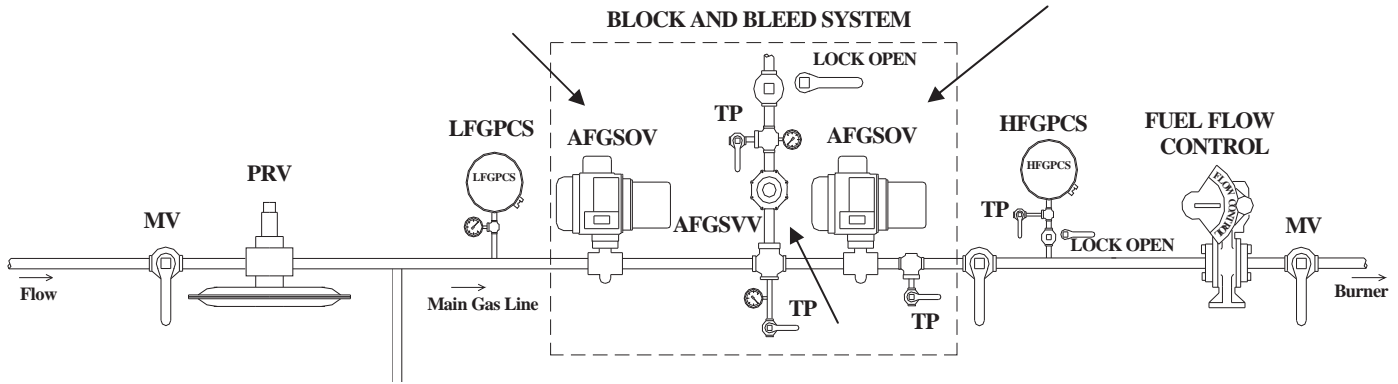 BLOCK AND BLEED SYSTEM
LOCK OPEN
TP
LFGPCS
AFGSOV
AFGSOV
HFGPCS
FUEL FLOW
CONTROL
PRV
LFGPCS
HFGPCS
FLOW CONTROL
MV
AFGSVV
TP
LOCK OPEN
MV
Flow
Main Gas Line
TP
TP
Burner